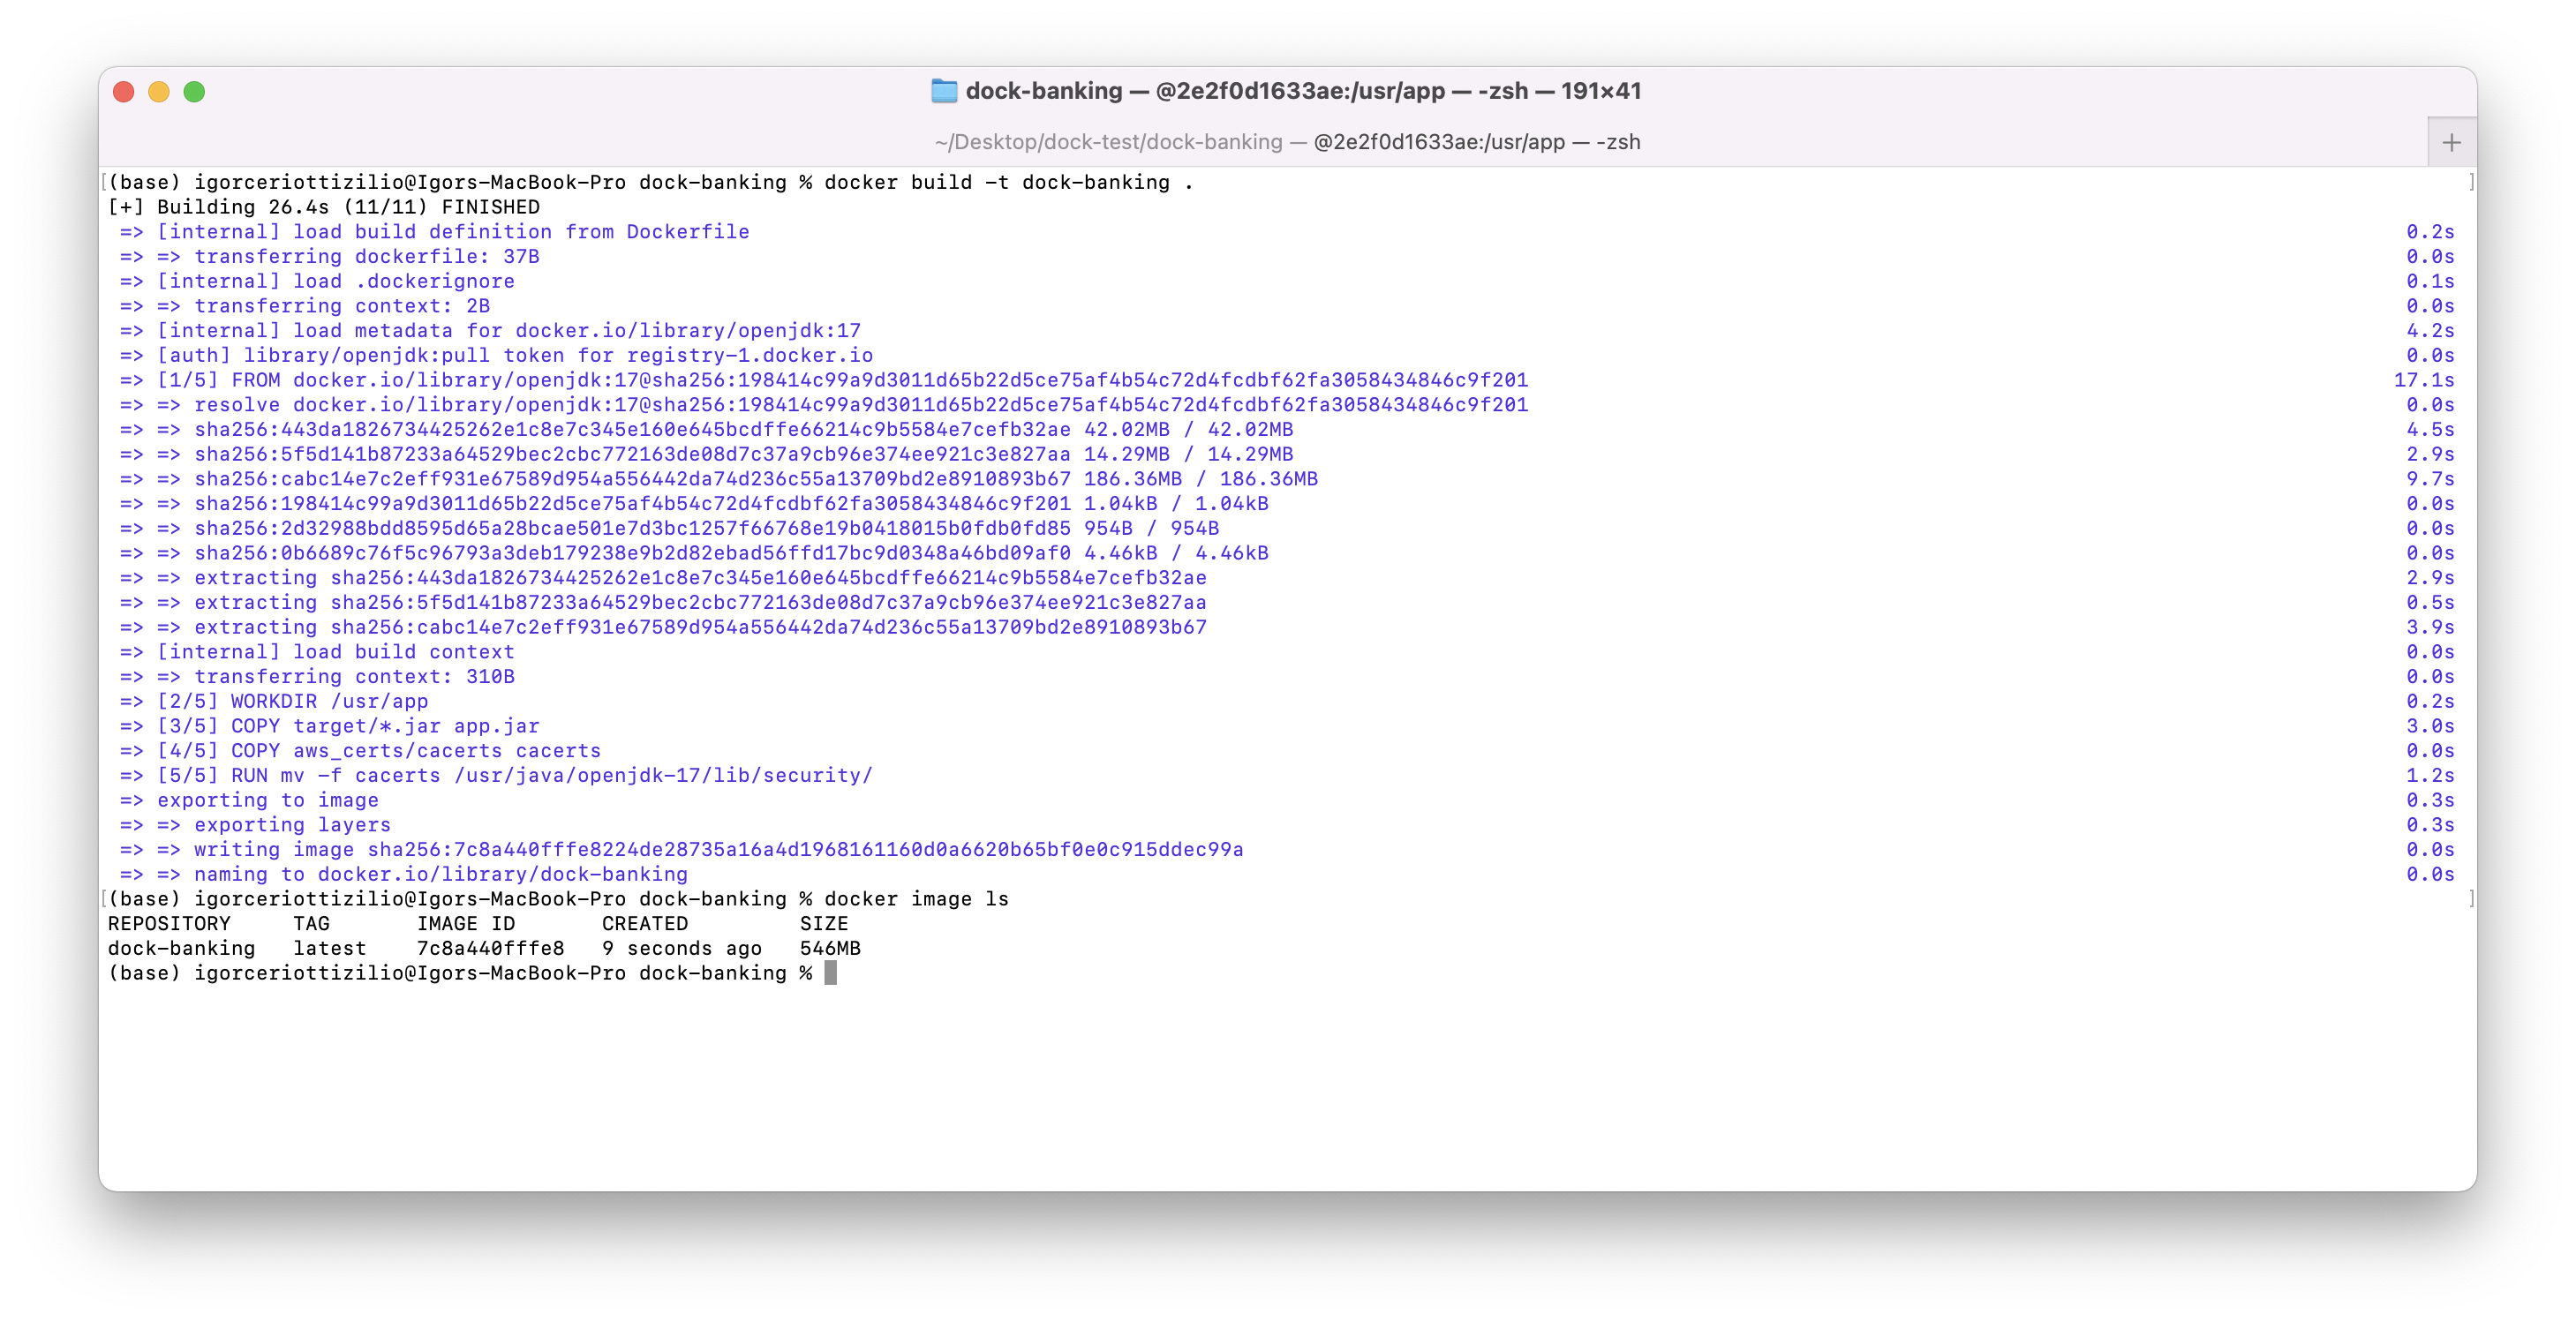 dock-banking — @2e2f0d1633ae:/usr/app — -zsh — 191×41
~/Desktop/dock-test/dock-banking — @2e2f0d1633ae:/usr/app — -zsh
[(base) igorceriottizilio@Igors-MacBook-Pro dock-banking % docker build -t dock-banking . ]
[+] Building 26.4s (11/11) FINISHED
=> [internal] load build definition from Dockerfile 0.2s
=> => transferring dockerfile: 37B 0.0s
=> [internal] load .dockerignore 0.1s
=> => transferring context: 2B 0.0s
=> [internal] load metadata for docker.io/library/openjdk:17 4.2s
=> [auth] library/openjdk:pull token for registry-1.docker.io 0.0s
=> [1/5] FROM docker.io/library/openjdk:17@sha256:198414c99a9d3011d65b22d5ce75af4b54c72d4fcdbf62fa3058434846c9f201 17.1s
=> => resolve docker.io/library/openjdk:17@sha256:198414c99a9d3011d65b22d5ce75af4b54c72d4fcdbf62fa3058434846c9f201 0.0s
=> => sha256:443da1826734425262e1c8e7c345e160e645bcdffe66214c9b5584e7cefb32ae 42.02MB / 42.02MB 4.5s
=> => sha256:5f5d141b87233a64529bec2cbc772163de08d7c37a9cb96e374ee921c3e827aa 14.29MB / 14.29MB 2.9s
=> => sha256:cabc14e7c2eff931e67589d954a556442da74d236c55a13709bd2e8910893b67 186.36MB / 186.36MB 9.7s
=> => sha256:198414c99a9d3011d65b22d5ce75af4b54c72d4fcdbf62fa3058434846c9f201 1.04kB / 1.04kB 0.0s
=> => sha256:2d32988bdd8595d65a28bcae501e7d3bc1257f66768e19b0418015b0fdb0fd85 954B / 954B 0.0s
=> => sha256:0b6689c76f5c96793a3deb179238e9b2d82ebad56ffd17bc9d0348a46bd09af0 4.46kB / 4.46kB 0.0s
=> => extracting sha256:443da1826734425262e1c8e7c345e160e645bcdffe66214c9b5584e7cefb32ae 2.9s
=> => extracting sha256:5f5d141b87233a64529bec2cbc772163de08d7c37a9cb96e374ee921c3e827aa 0.5s
=> => extracting sha256:cabc14e7c2eff931e67589d954a556442da74d236c55a13709bd2e8910893b67 3.9s
=> [internal] load build context 0.0s
=> => transferring context: 310B 0.0s
=> [2/5] WORKDIR /usr/app 0.2s
=> [3/5] COPY target/*.jar app.jar 3.0s
=> [4/5] COPY aws_certs/cacerts cacerts 0.0s
=> [5/5] RUN mv -f cacerts /usr/java/openjdk-17/lib/security/ 1.2s
=> exporting to image 0.3s
=> => exporting layers 0.3s
=> => writing image sha256:7c8a440fffe8224de28735a16a4d1968161160d0a6620b65bf0e0c915ddec99a 0.0s
=> => naming to docker.io/library/dock-banking 0.0s
[(base) igorceriottizilio@Igors-MacBook-Pro dock-banking % docker image ls ]
REPOSITORY TAG IMAGE ID CREATED SIZE
dock-banking latest 7c8a440fffe8 9 seconds ago 546MB
(base) igorceriottizilio@Igors-MacBook-Pro dock-banking %